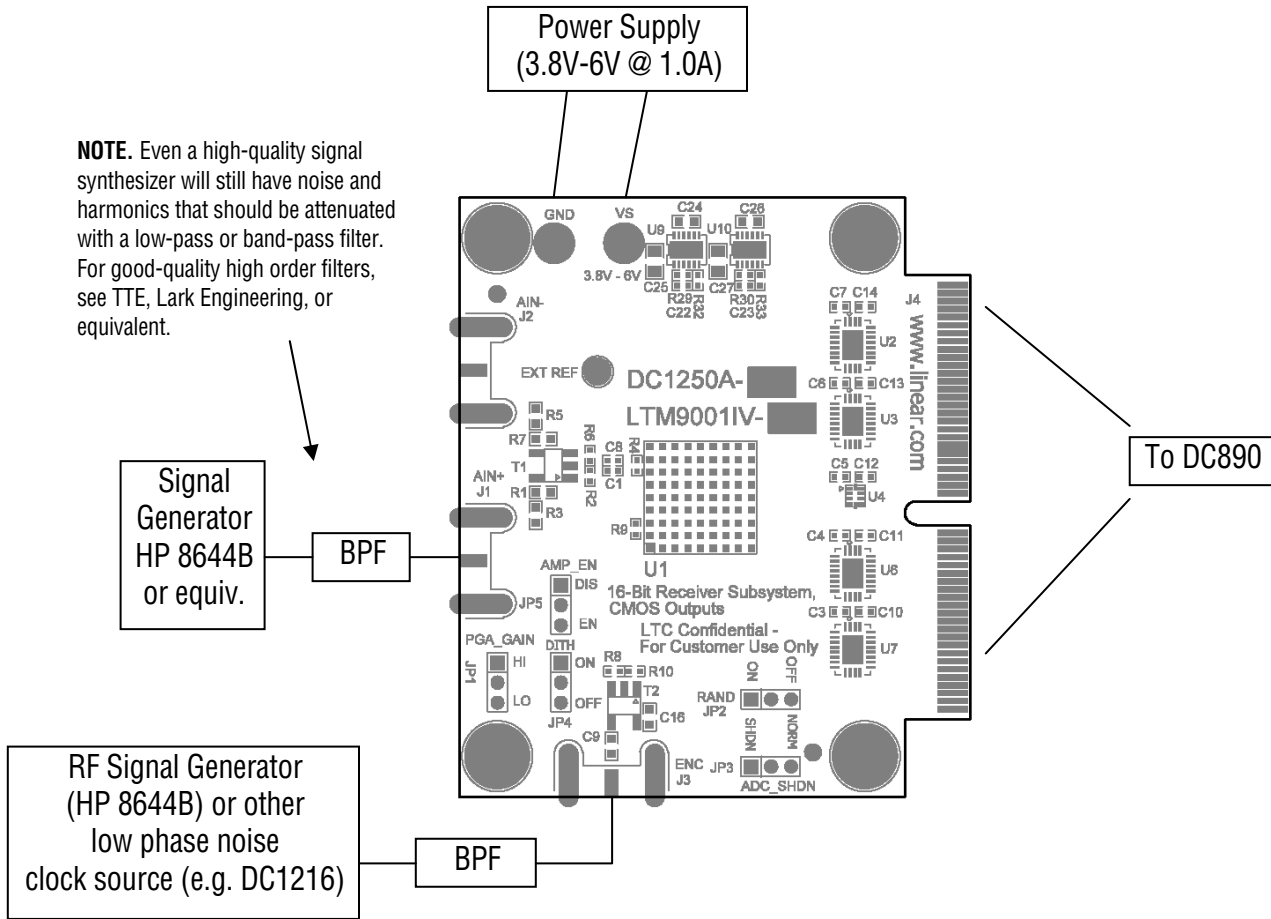 Power Supply
(3.8V-6V @ 1.0A)
NOTE. Even a high-quality signal
synthesizer will still have noise and
harmonics that should be attenuated
with a low-pass or band-pass filter.
For good-quality high order filters,
see TTE, Lark Engineering, or
equivalent.
GND
VS
3.8V - 6V
U9
C24
U10
C26
C25
R29
C22
R32
C27
R30
C23
R33
AIN-
J2
EXT REF
DC1250A-
LTM9001IV-
C7
C14
U2
C6
C13
U3
C5
C12
U4
C4
C11
U6
C3
C10
U7
J4
www.linear.com
To DC890
R5
R7
T1
R1
R3
R6
R2
C8
C1
R4
R9
U1
AIN+
J1
Signal
Generator
HP 8644B
or equiv.
BPF
16-Bit Receiver Subsystem,
CMOS Outputs
LTC Confidential -
For Customer Use Only
AMP_EN
DIS
EN
JP5
PGA_GAIN
HI
LO
JP1
DITH
ON
OFF
JP4
R8
R10
T2
C16
C9
ENC
J3
ON
OFF
RAND
JP2
SHDN
NORM
JP3
ADC_SHDN
RF Signal Generator
(HP 8644B) or other
low phase noise
clock source (e.g. DC1216)
BPF